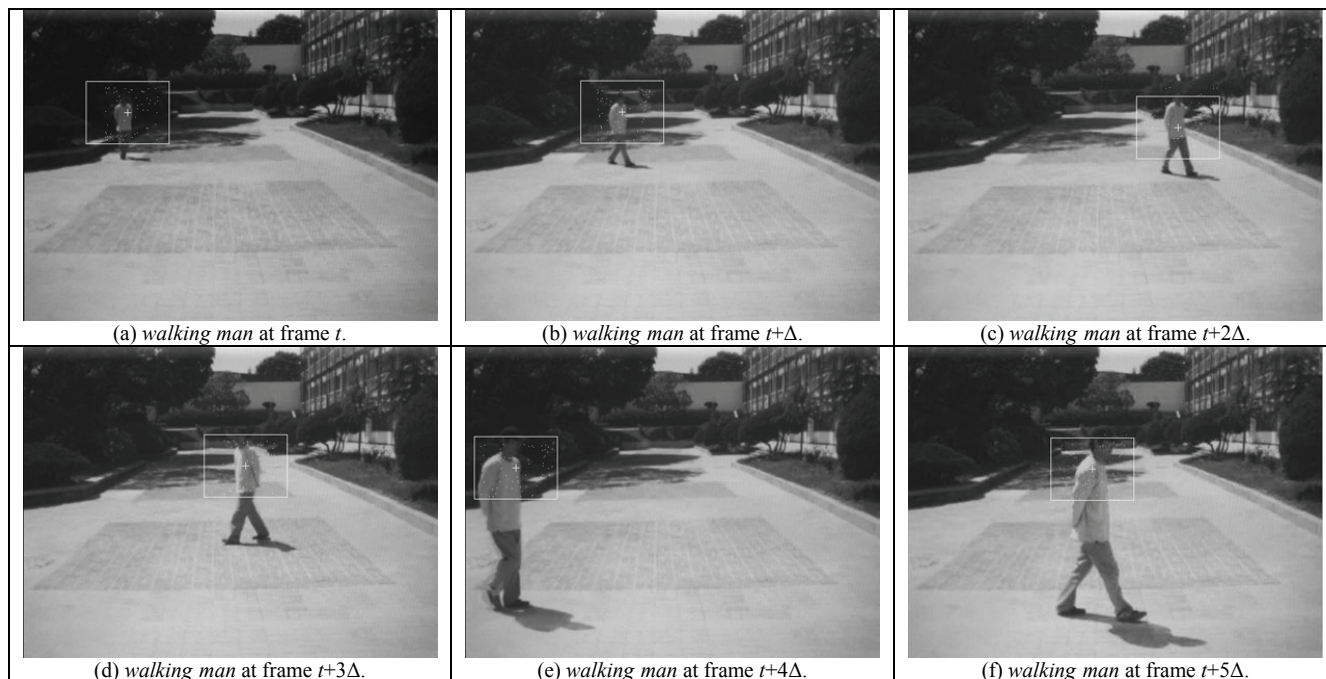 (a) walking man at frame t.
(b) walking man at frame t+Δ.
(c) walking man at frame t+2Δ.
(d) walking man at frame t+3Δ.
(e) walking man at frame t+4Δ.
(f) walking man at frame t+5Δ.